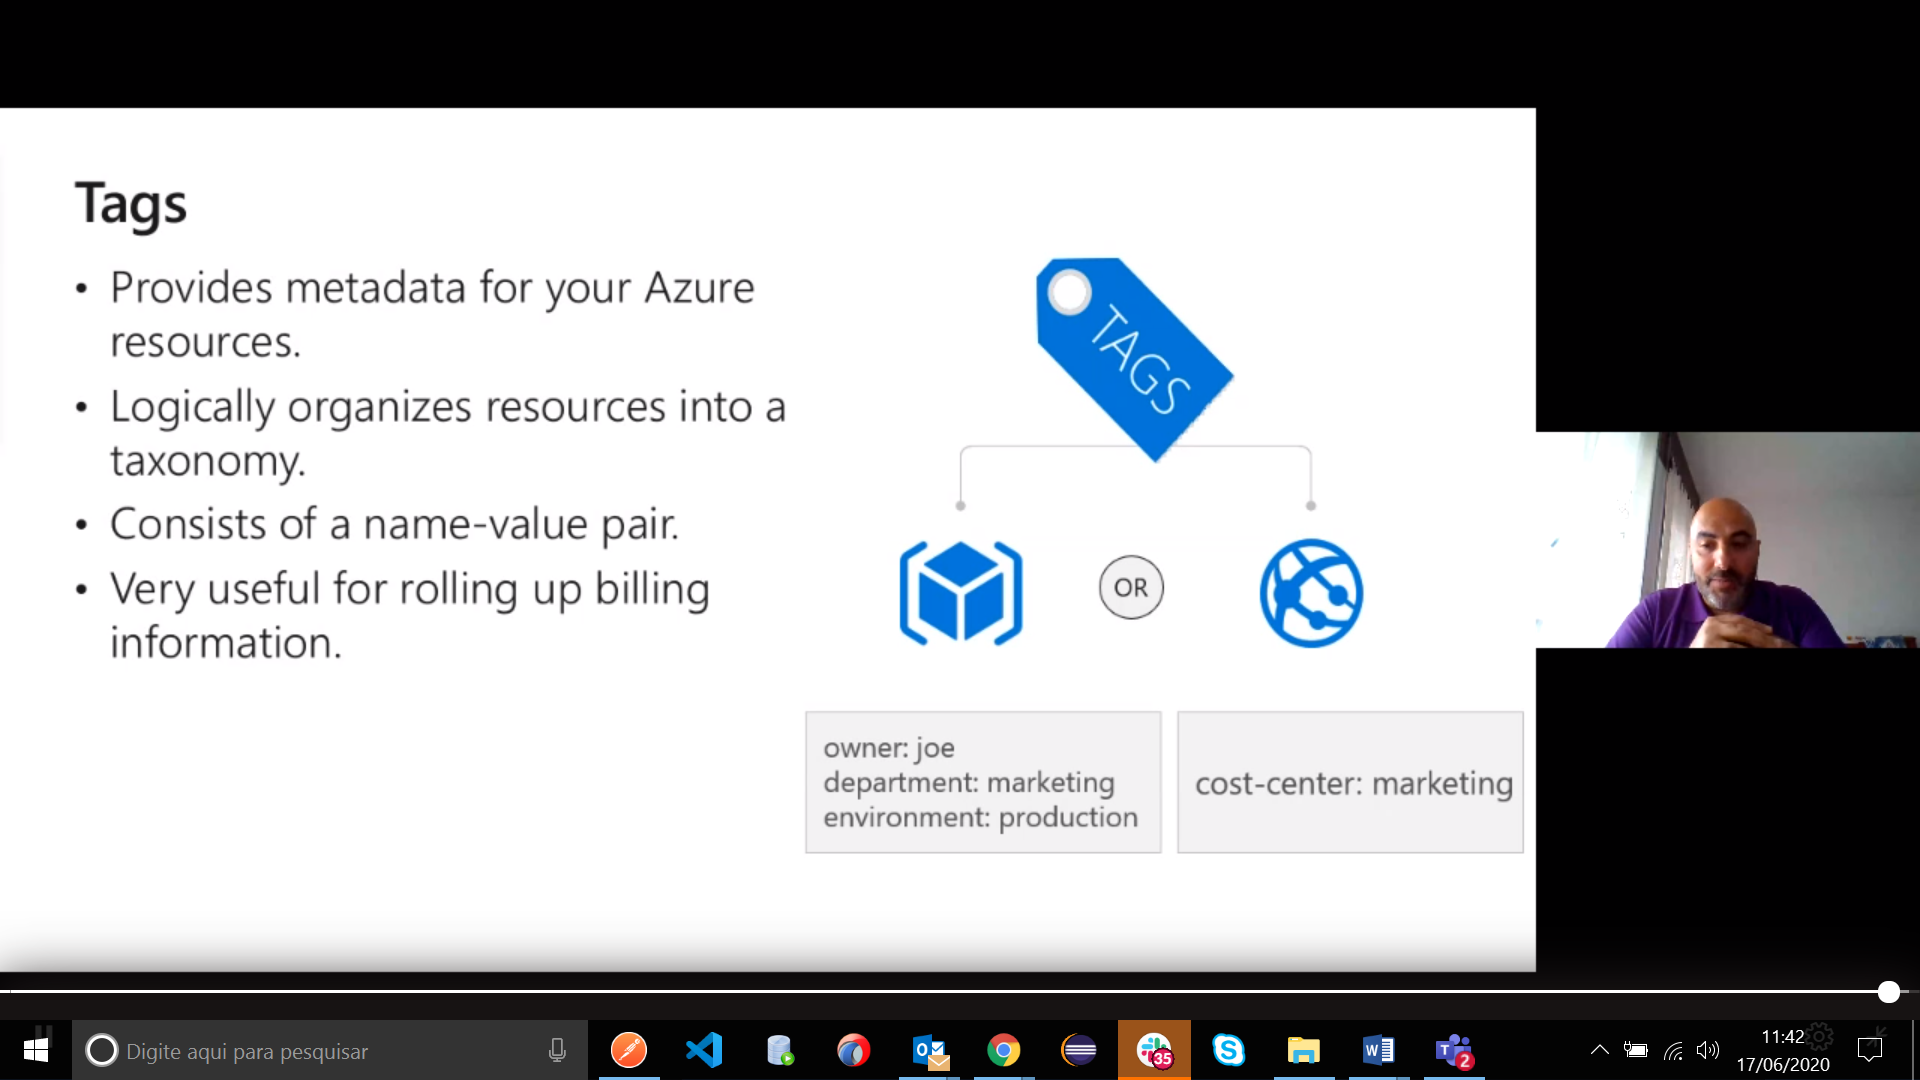 Tags
• Provides metadata for your Azure
resources.
• Logically organizes resources into a
taxonomy.
• Consists of a name-value pair.
• Very useful for rolling up billing
information.
TAGS
OR
owner: joe
department: marketing
environment: production
cost-center: marketing
Digite aqui para pesquisar
35
2
11:42
17/06/2020